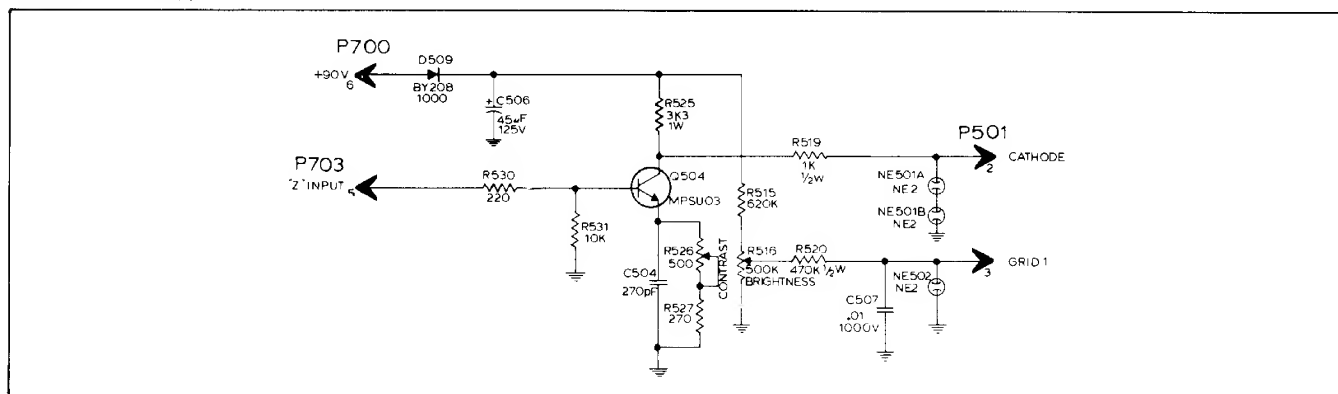 P700
+90V
6
D509
BY208
1000
+ C506
45µF
125V
R525
3K3
1W
P703
"Z" INPUT
5
R530
220
R531
10K
Q504
MPSU03
R519
1K
½W
P501
CATHODE
2
NE501A
NE2
NE501B
NE2
R515
620K
R526
500
CONTRAST
R516
500K
BRIGHTNESS
R520
470K ½W
C504
270pF
R527
270
C507
.01
1000V
NE502
NE2
GRID 1
3